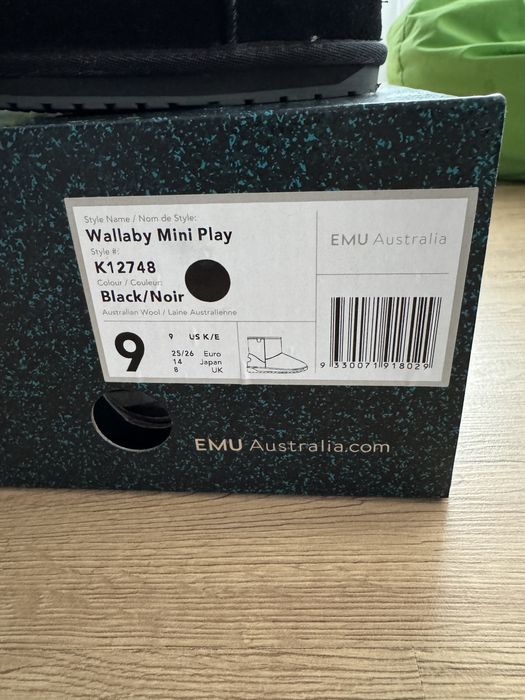 Style Name / Nom de Style:
Wallaby Mini Play
Style #:
K12748
Colour / Couleur:
Black/Noir
Australian Wool / Laine Australienne
EMU Australia
9
9 US K/E
25/26 Euro
14 Japan
8 UK
9 330071 918029
EMU Australia.com